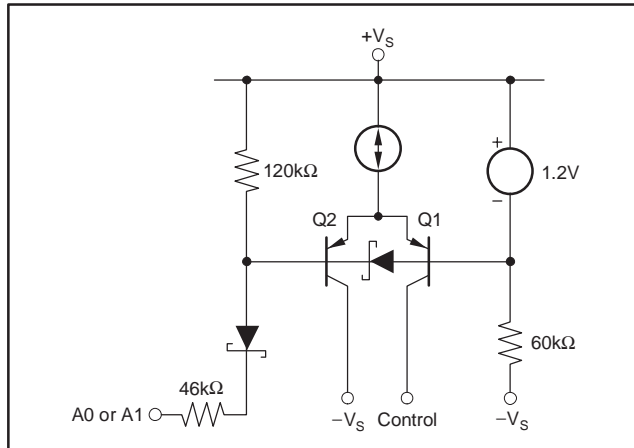 +VS
120kΩ
+
1.2V
−
Q2
Q1
60kΩ
46kΩ
A0 or A1
−VS
Control
−VS